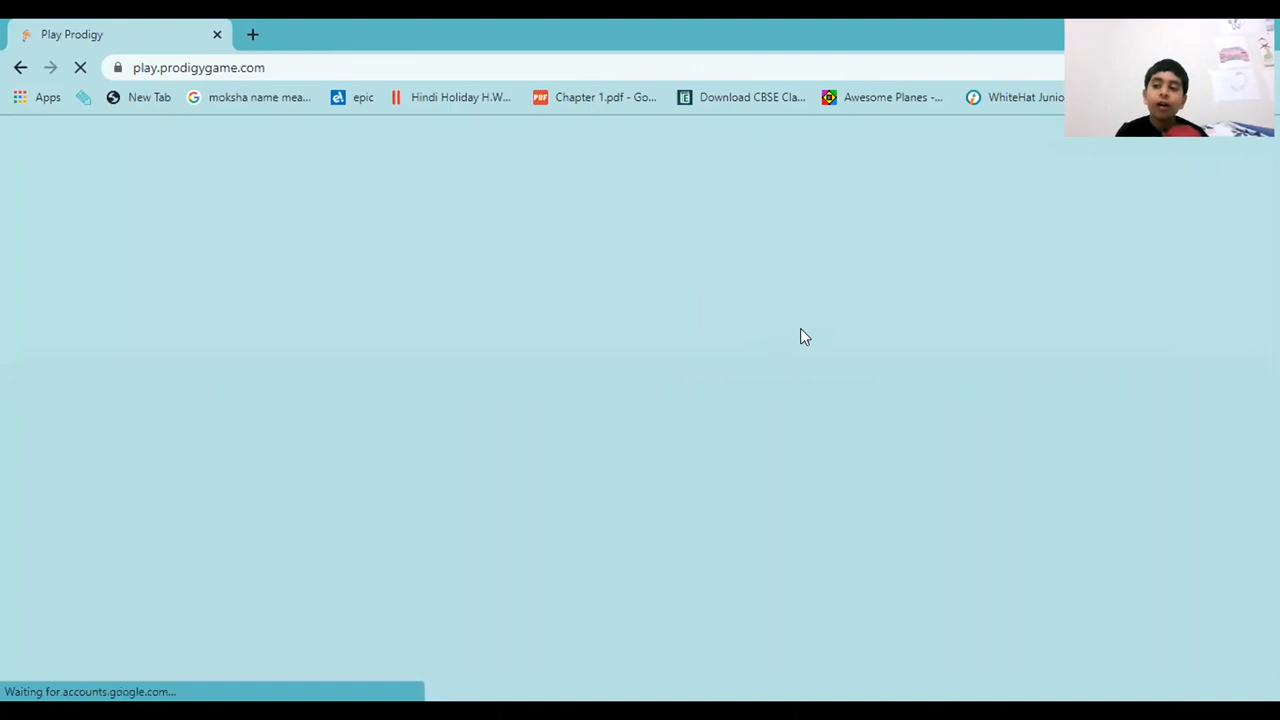 Play Prodigy
play.prodigygame.com
Apps
New Tab
moksha name mea...
epic
Hindi Holiday H.W...
PDF
Chapter 1.pdf - Go...
Download CBSE Cla...
Awesome Planes -...
WhiteHat Junio
Waiting for accounts.google.com...